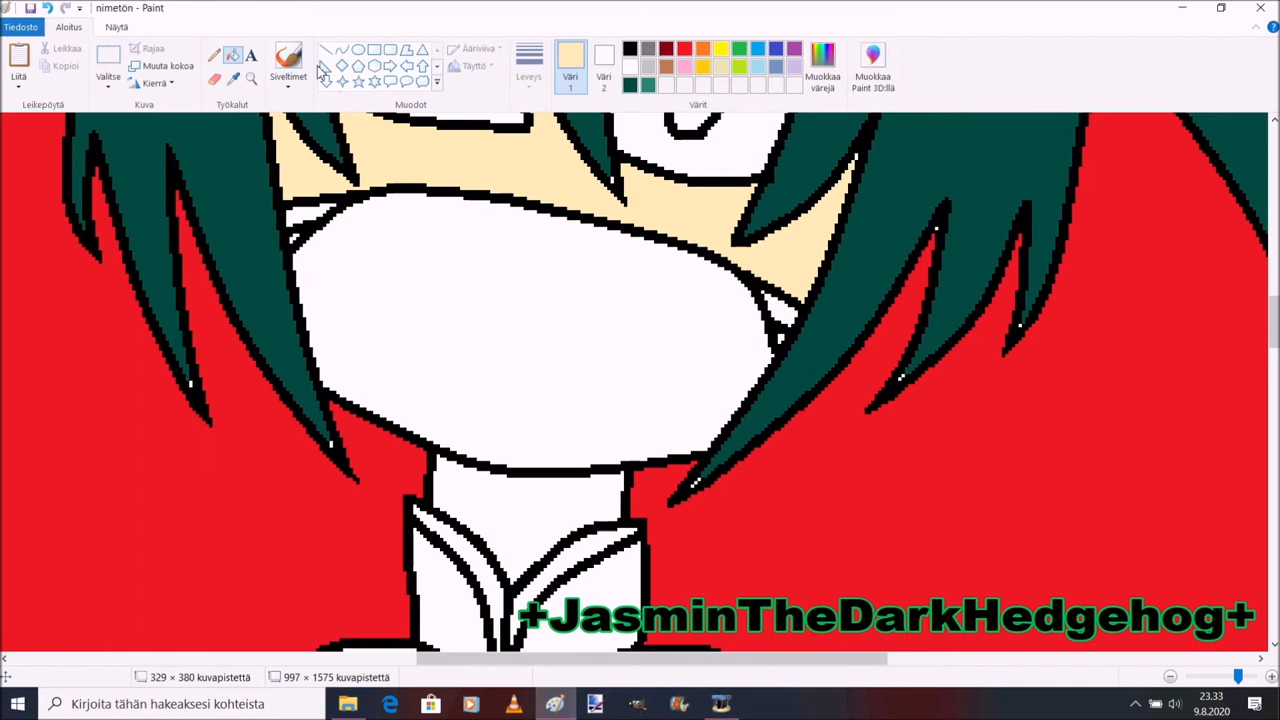 nimetön - Paint
Tiedosto Aloitus Näytä
Liitä
Leikkaa
Kopioi
Leikepöytä
Valitse
Rajaa
Muuta kokoa
Kierrä
Kuva
A
Työkalut
Siveltimet
Ääriviiva
Täyttö
Muodot
Leveys
Väri 1
Väri 2
Värit
Muokkaa värejä
Muokkaa Paint 3D:llä
+JasminTheDarkHedgehog+
329 × 380 kuvapistettä
997 × 1575 kuvapistettä
Kirjoita tähän hakeaksesi kohteista
23.33
9.8.2020